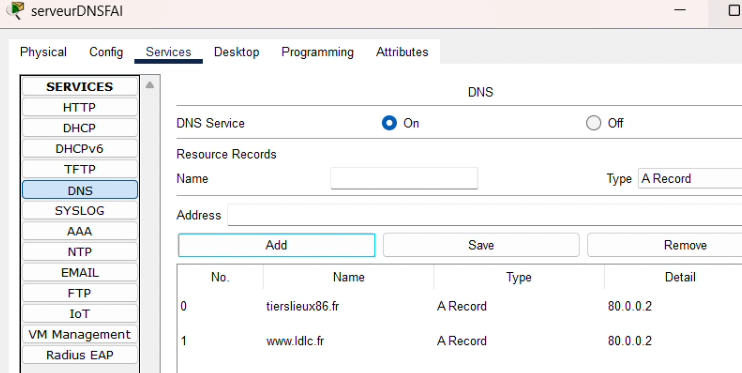 serveurDNSFAI
Physical Config Services Desktop Programming Attributes
SERVICES
HTTP
DHCP
DHCPv6
TFTP
DNS
SYSLOG
AAA
NTP
EMAIL
FTP
IoT
VM Management
Radius EAP
DNS
DNS Service On Off
Resource Records
Name Type A Record
Address
Add Save Remove
No. Name Type Detail
0 tierslieux86.fr A Record 80.0.0.2
1 www.ldlc.fr A Record 80.0.0.2